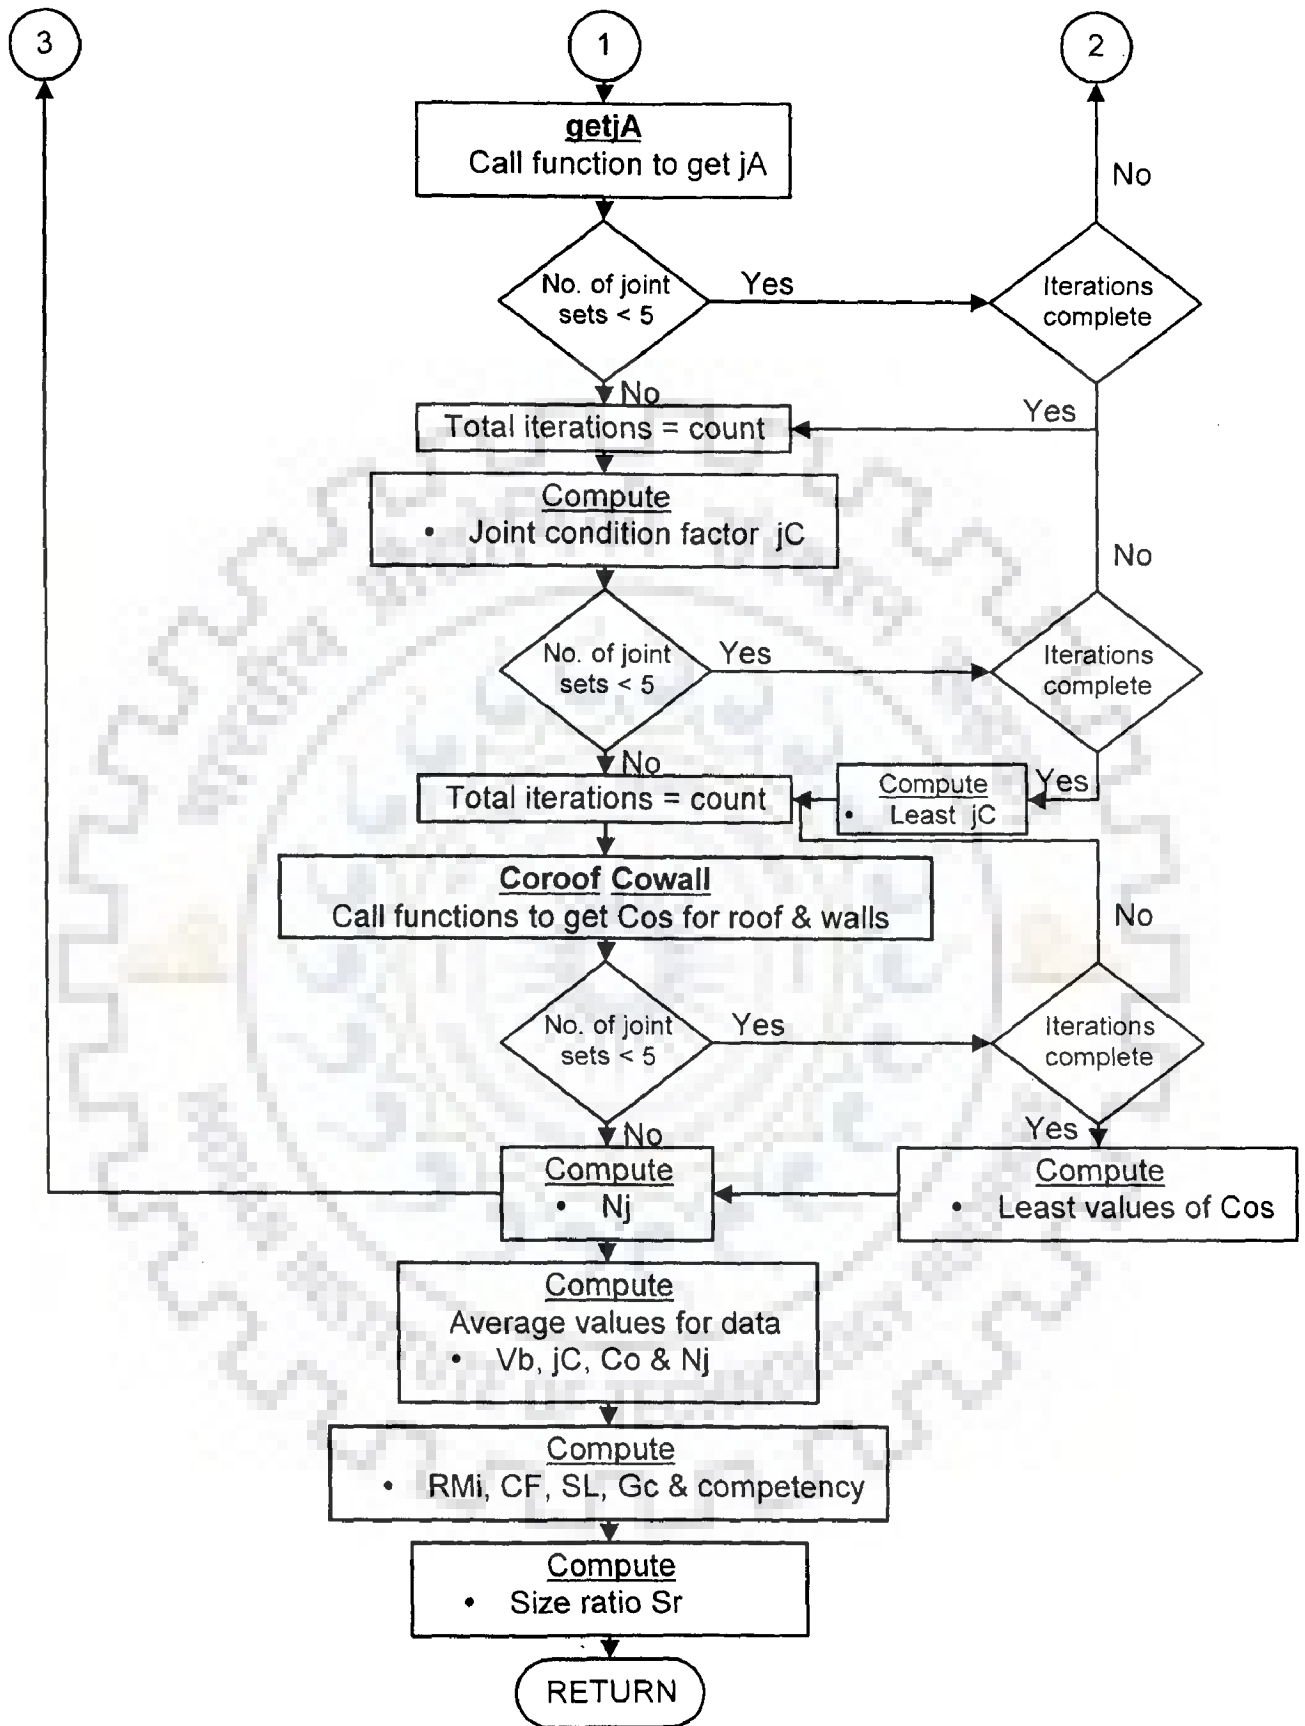 3
1
2
getjA
Call function to get jA
No
No. of joint
sets < 5
Yes
Iterations
complete
No
Yes
Total iterations = count
Compute
• Joint condition factor jC
No
No. of joint
sets < 5
Yes
Iterations
complete
No
Total iterations = count
Compute
• Least jC
Yes
Coroof Cowall
Call functions to get Cos for roof & walls
No
No. of joint
sets < 5
Yes
Iterations
complete
No
Yes
Compute
• Nj
Compute
• Least values of Cos
Compute
Average values for data
• Vb, jC, Co & Nj
Compute
• RMi, CF, SL, Gc & competency
Compute
• Size ratio Sr
RETURN